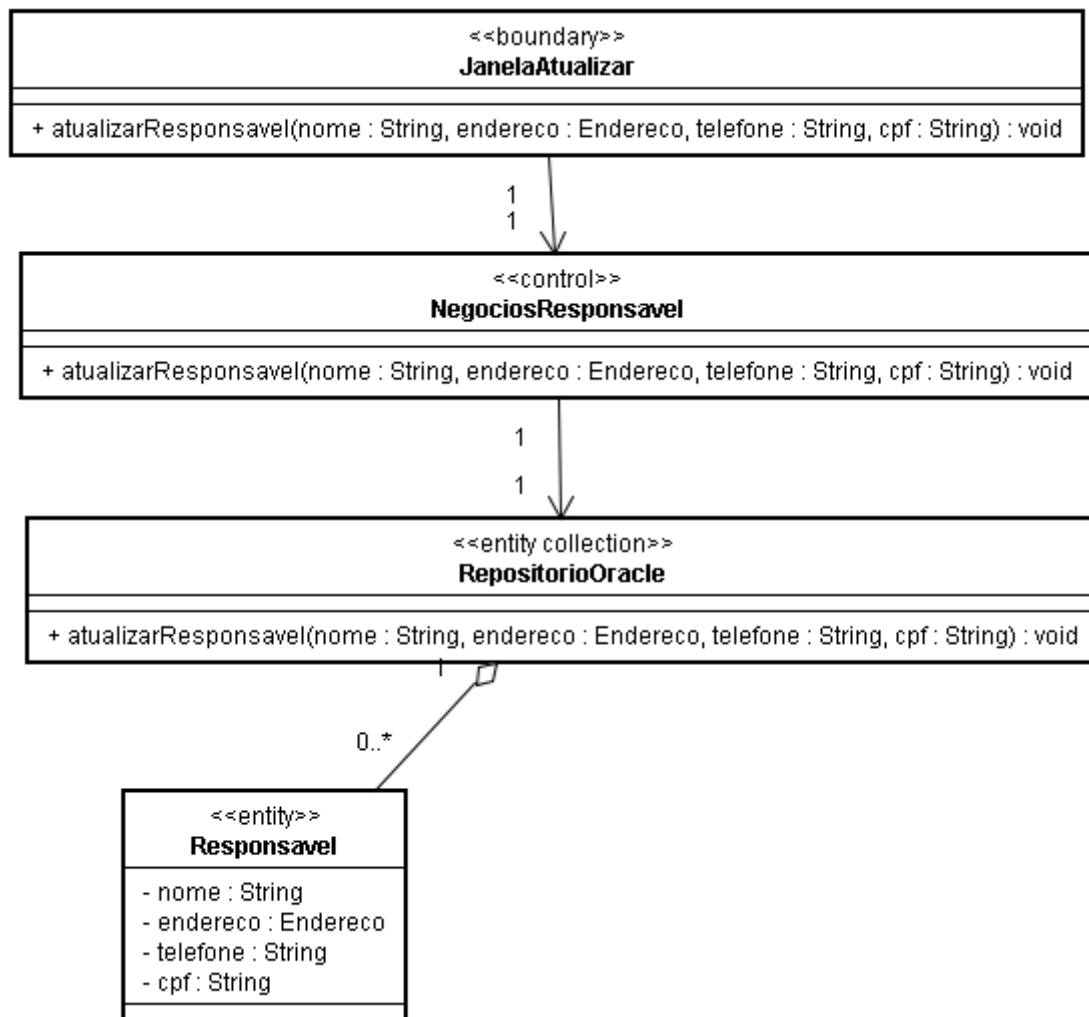 <<boundary>>
JanelaAtualizar
+ atualizarResponsavel(nome : String, endereco : Endereco, telefone : String, cpf : String) : void
1
1
<<control>>
NegociosResponsavel
+ atualizarResponsavel(nome : String, endereco : Endereco, telefone : String, cpf : String) : void
1
1
<<entity collection>>
RepositorioOracle
+ atualizarResponsavel(nome : String, endereco : Endereco, telefone : String, cpf : String) : void
0..*
<<entity>>
Responsavel
- nome : String
- endereco : Endereco
- telefone : String
- cpf : String